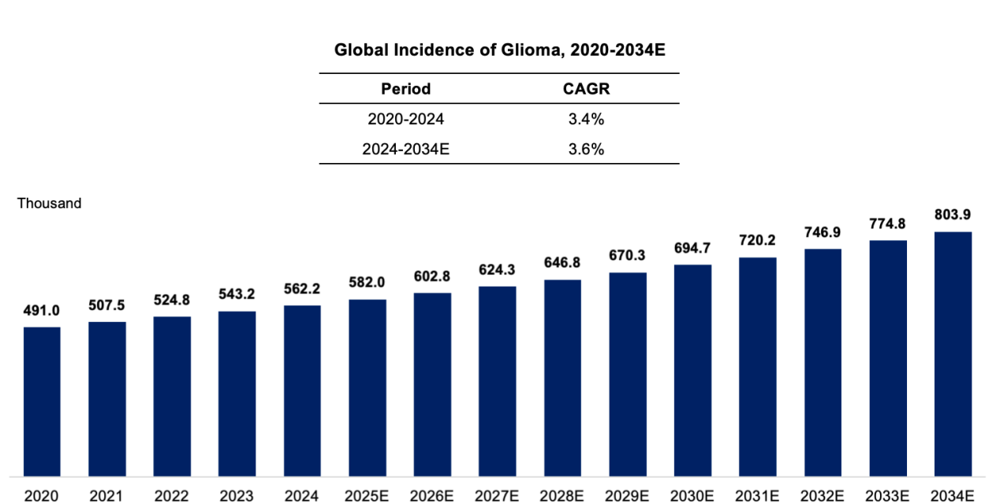 Global Incidence of Glioma, 2020-2034E
Period CAGR
2020-2024 3.4%
2024-2034E 3.6%
Thousand
491.0 507.5 524.8 543.2 562.2 582.0 602.8 624.3 646.8 670.3 694.7 720.2 746.9 774.8 803.9
2020 2021 2022 2023 2024 2025E 2026E 2027E 2028E 2029E 2030E 2031E 2032E 2033E 2034E